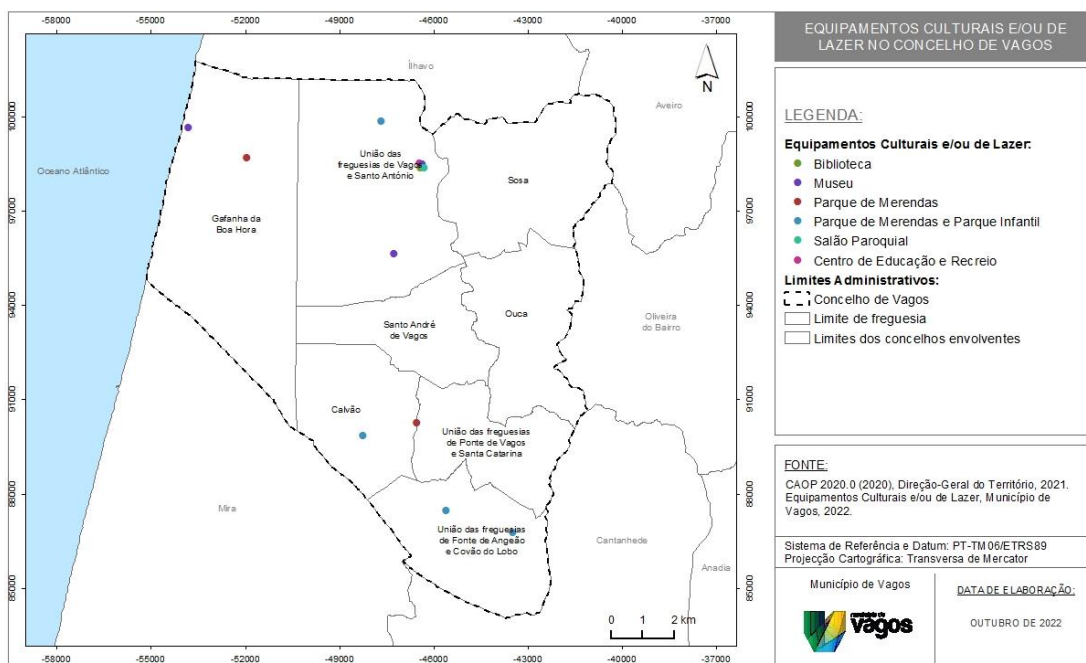 -58000 -55000 -52000 -49000 -46000 -43000 -40000 -37000
100000
97000
94000
91000
88000
85000
Ílhavo
N
Aveiro
Oceano Atlântico
União das
freguesias de Vagos
e Santo António
Sosa
Gafanha da
Boa Hora
Santo André
de Vagos
Ouca
Oliveira
do Bairro
Calvão
União das freguesias
de Ponte de Vagos
e Santa Catarina
Mira
União das freguesias
de Fonte de Angeão
e Covão do Lobo
Cantanhede
Anadia
0 1 2 km
100000
97000
94000
91000
88000
85000
-58000 -55000 -52000 -49000 -46000 -43000 -40000 -37000
EQUIPAMENTOS CULTURAIS E/OU DE
LAZER NO CONCELHO DE VAGOS
LEGENDA:
Equipamentos Culturais e/ou de Lazer:
Biblioteca
Museu
Parque de Merendas
Parque de Merendas e Parque Infantil
Salão Paroquial
Centro de Educação e Recreio
Limites Administrativos:
Concelho de Vagos
Limite de freguesia
Limites dos concelhos envolventes
FONTE:
CAOP 2020.0 (2020), Direção-Geral do Território, 2021.
Equipamentos Culturais e/ou de Lazer, Município de
Vagos, 2022.
Sistema de Referência e Datum: PT-TM06/ETRS89
Projecção Cartográfica: Transversa de Mercator
Município de Vagos
município de
vagos
DATA DE ELABORAÇÃO:
OUTUBRO DE 2022